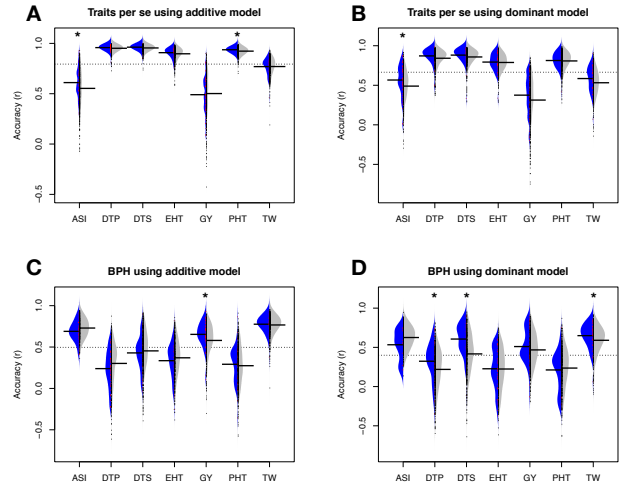 A
Traits per se using additive model
Accuracy (r)
1.0
0.5
0.0
−0.5
*
*
ASI DTP DTS EHT GY PHT TW
B
Traits per se using dominant model
Accuracy (r)
1.0
0.5
0.0
−0.5
*
ASI DTP DTS EHT GY PHT TW
C
BPH using additive model
Accuracy (r)
1.0
0.5
0.0
−0.5
*
ASI DTP DTS EHT GY PHT TW
D
BPH using dominant model
Accuracy (r)
1.0
0.5
0.0
−0.5
*
*
*
ASI DTP DTS EHT GY PHT TW